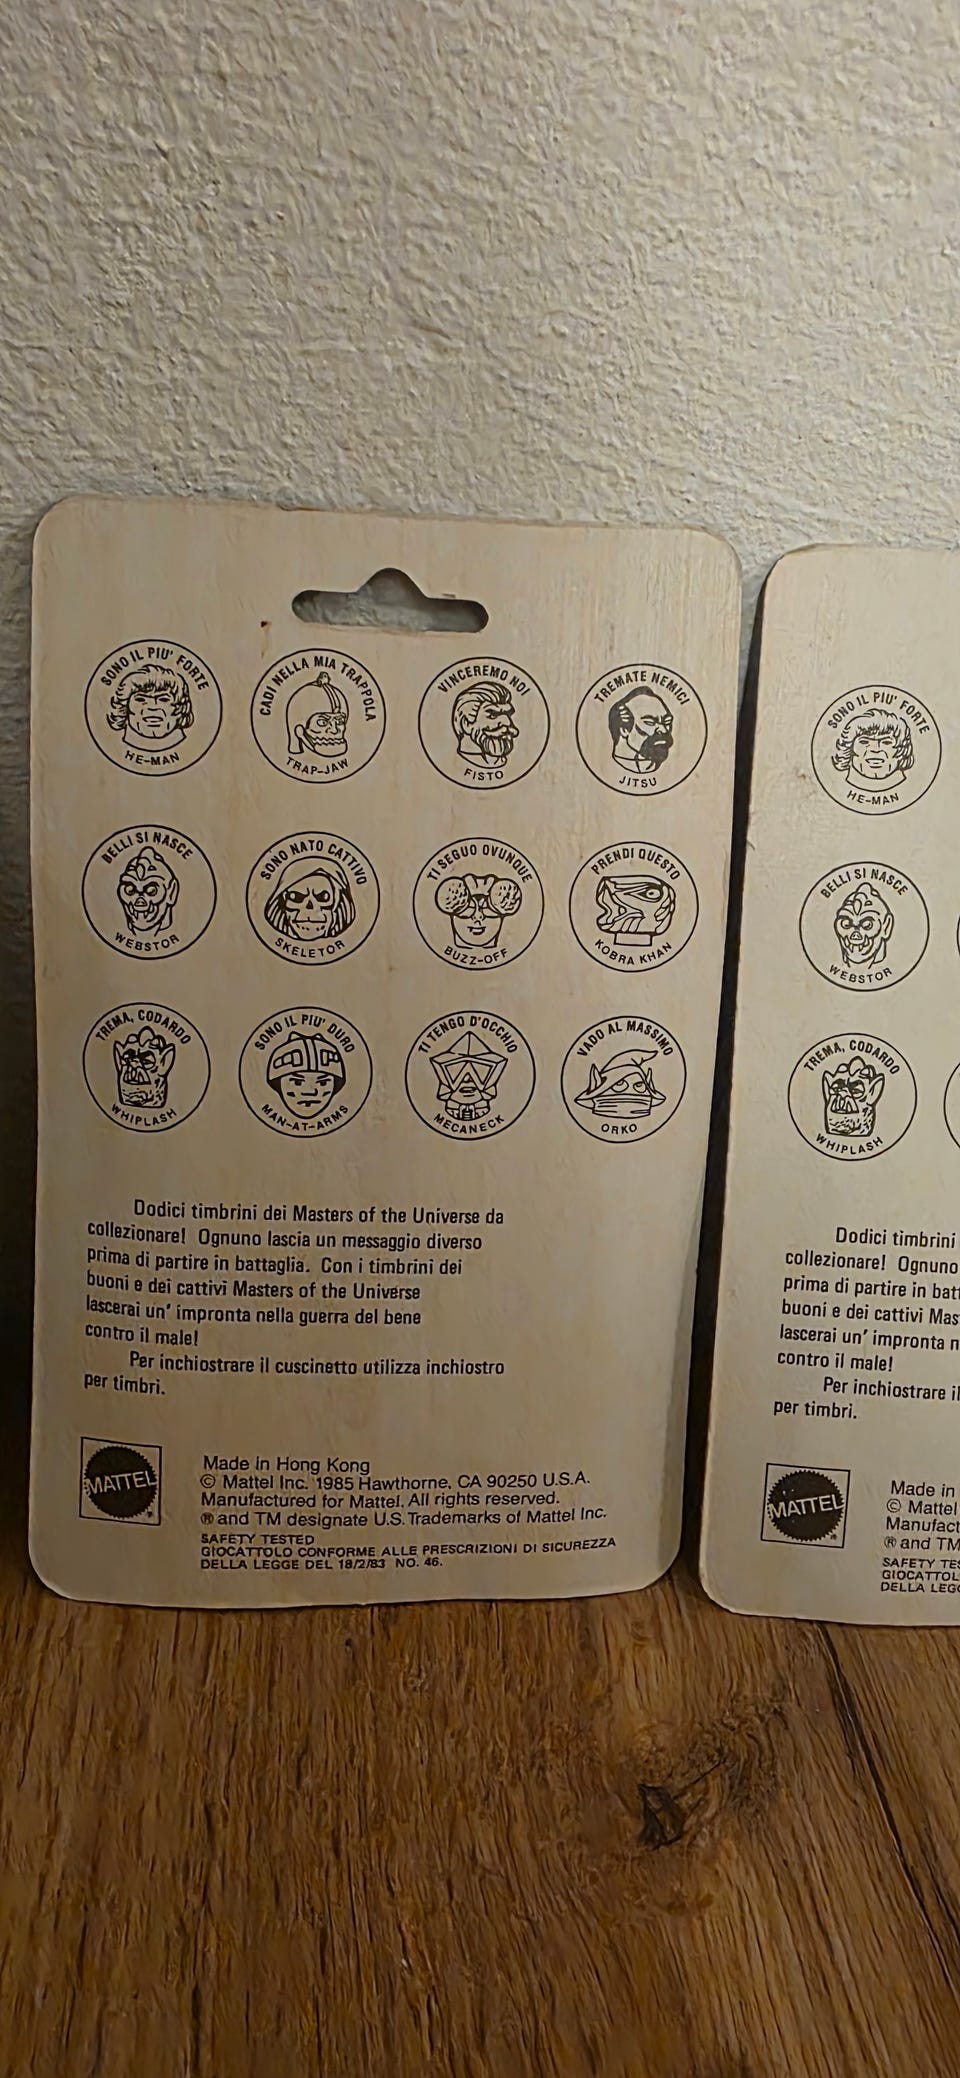 SONO IL PIU' FORTE
HE-MAN
CADI NELLA MIA TRAPPOLA
TRAP-JAW
VINCEREMO NOI
FISTO
TREMATE NEMICI
JITSU
BELLI SI NASCE
WEBSTOR
SONO NATO CATTIVO
SKELETOR
TI SEGUO OVUNQUE
BUZZ-OFF
PRENDI QUESTO
KOBRA KHAN
TREMA, CODARDO
WHIPLASH
SONO IL PIU' DURO
MAN-AT-ARMS
TI TENGO D'OCCHIO
MECANECK
VADO AL MASSIMO
ORKO
Dodici timbrini dei Masters of the Universe da
collezionare! Ognuno lascia un messaggio diverso
prima di partire in battaglia. Con i timbrini dei
buoni e dei cattivi Masters of the Universe
lascerai un' impronta nella guerra del bene
contro il male!
Per inchiostrare il cuscinetto utilizza inchiostro
per timbri.
MATTEL
Made in Hong Kong
© Mattel Inc. 1985 Hawthorne, CA 90250 U.S.A.
Manufactured for Mattel. All rights reserved.
® and TM designate U.S. Trademarks of Mattel Inc.
SAFETY TESTED
GIOCATTOLO CONFORME ALLE PRESCRIZIONI DI SICUREZZA
DELLA LEGGE DEL 18/2/83 NO. 46.
SONO IL PIU' FORTE
HE-MAN
BELLI SI NASCE
WEBSTOR
TREMA, CODARDO
WHIPLASH
Dodici timbrini
collezionare! Ognuno
prima di partire in bat
buoni e dei cattivi Mas
lascerai un' impronta n
contro il male!
Per inchiostrare il
per timbri.
MATTEL
Made in
© Mattel
Manufact
® and TM
SAFETY TES
GIOCATTOL
DELLA LEGG